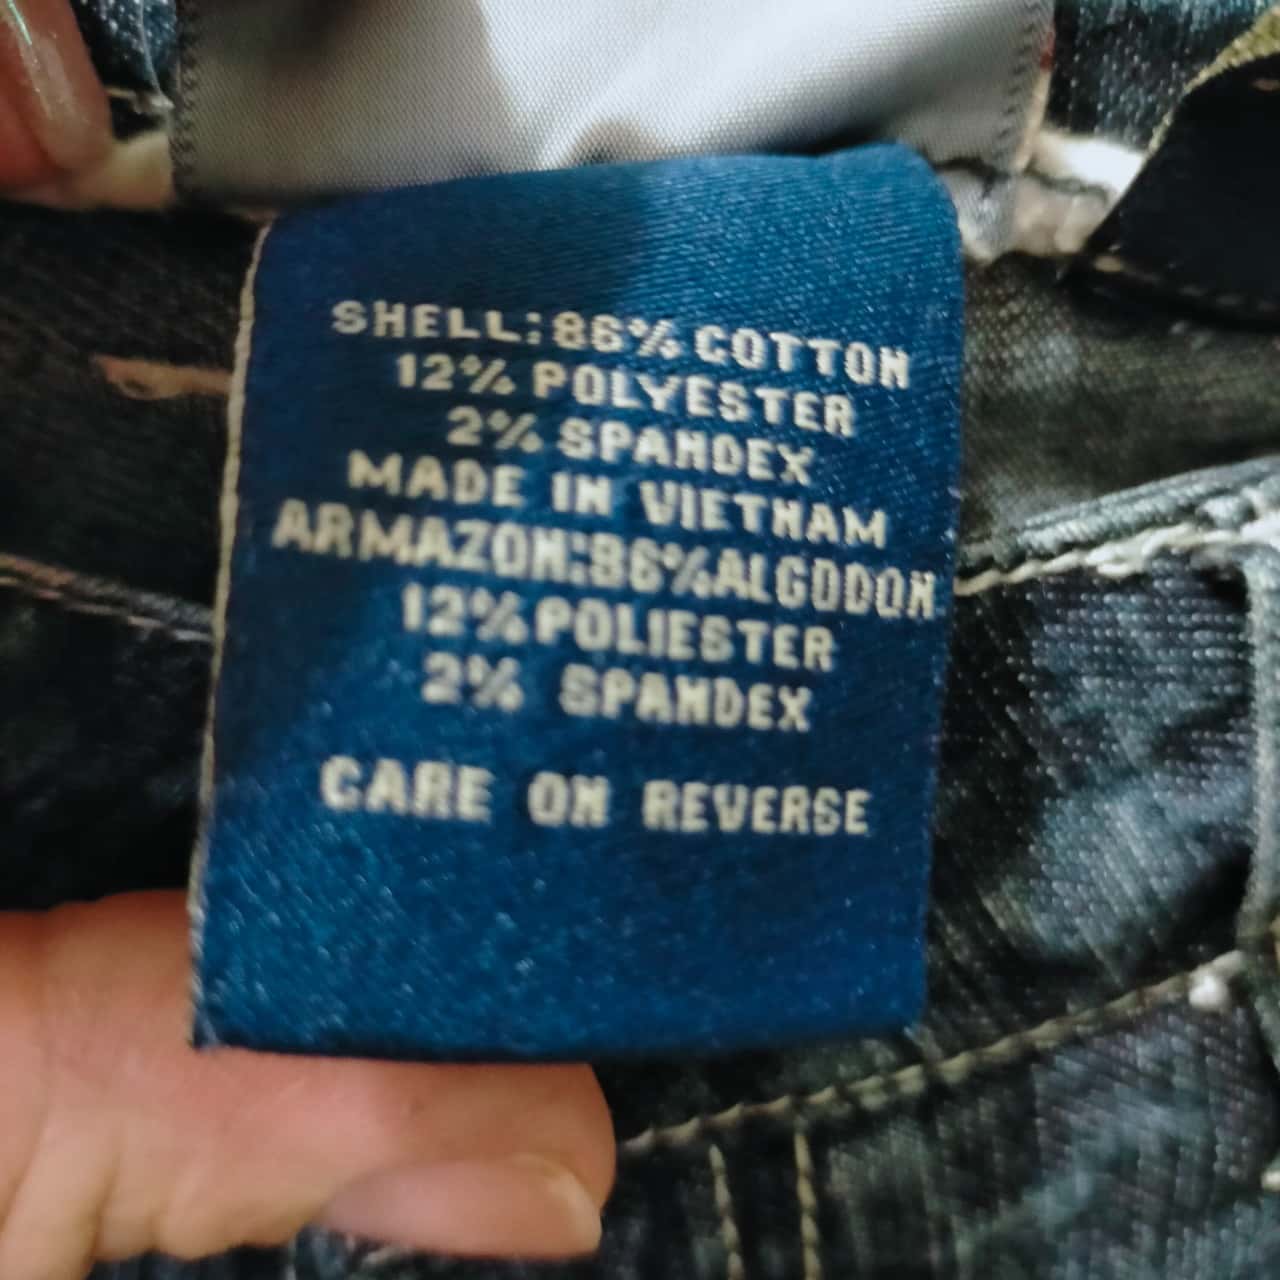 SHELL:86% COTTON
12% POLYESTER
2% SPANDEX
MADE IN VIETNAM
ARMAZON:86%ALGODON
12%POLIESTER
2% SPANDEX
CARE ON REVERSE